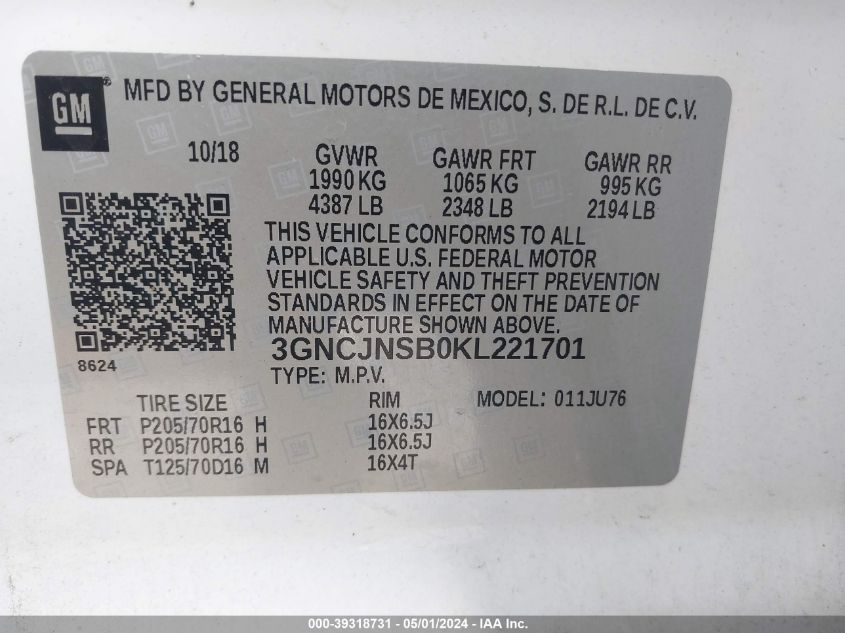 GM ® MFD BY GENERAL MOTORS DE MEXICO, S. DE R.L. DE C.V.
10/18 GVWR GAWR FRT GAWR RR
1990 KG 1065 KG 995 KG
4387 LB 2348 LB 2194 LB
THIS VEHICLE CONFORMS TO ALL
APPLICABLE U.S. FEDERAL MOTOR
VEHICLE SAFETY AND THEFT PREVENTION
STANDARDS IN EFFECT ON THE DATE OF
MANUFACTURE SHOWN ABOVE.
8624 3GNCJNSB0KL221701
TYPE: M.P.V.
TIRE SIZE RIM MODEL: 011JU76
FRT P205/70R16 H 16X6.5J
RR P205/70R16 H 16X6.5J
SPA T125/70D16 M 16X4T
000-39318731 - 05/01/2024 - IAAI.com.